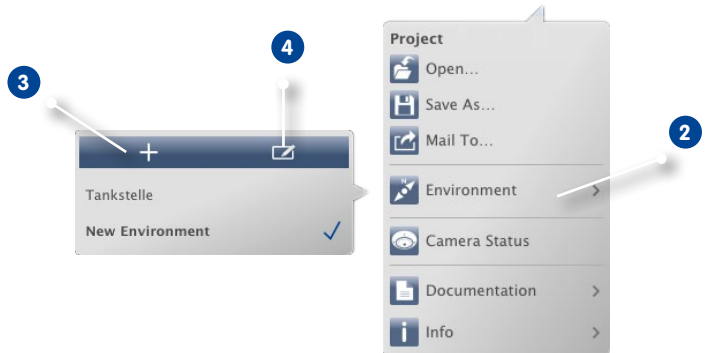 4
3
+
Tankstelle
New Environment
Project
Open...
Save As...
Mail To...
2
N
Environment
Camera Status
Documentation
i Info